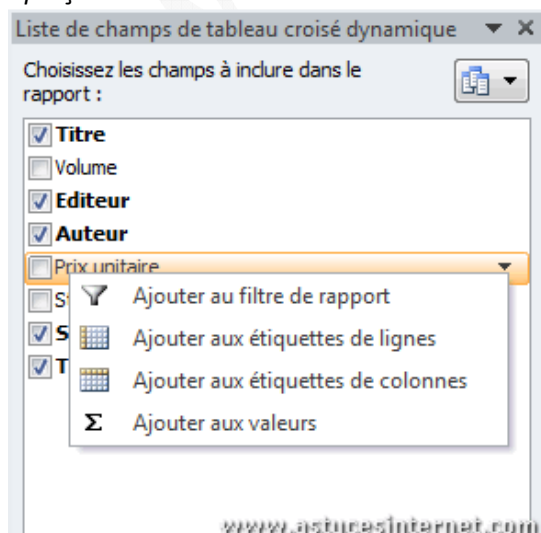 Liste de champs de tableau croisé dynamique
Choisissez les champs à inclure dans le
rapport :
Titre
Volume
Editeur
Auteur
Prix unitaire
Ajouter au filtre de rapport
S
Ajouter aux étiquettes de lignes
S
Ajouter aux étiquettes de colonnes
T
Σ Ajouter aux valeurs
www.astucesinternet.com